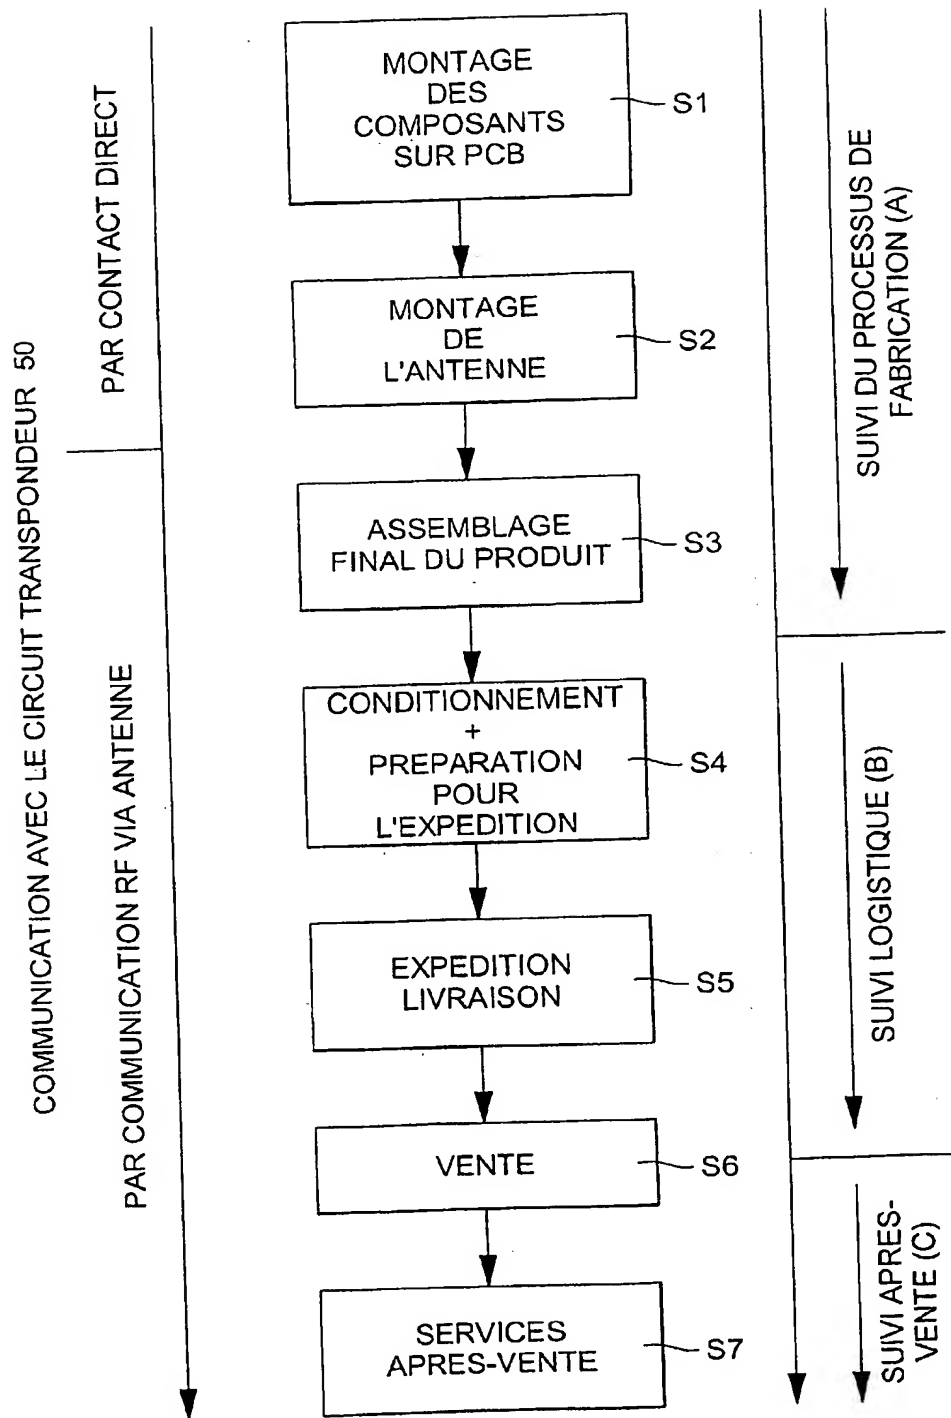 COMMUNICATION AVEC LE CIRCUIT TRANSPONDEUR 50
PAR CONTACT DIRECT
PAR COMMUNICATION RF VIA ANTENNE
MONTAGE
DES
COMPOSANTS
SUR PCB
S1
MONTAGE
DE
L'ANTENNE
S2
ASSEMBLAGE
FINAL DU PRODUIT
S3
CONDITIONNEMENT
+
PREPARATION
POUR
L'EXPEDITION
S4
EXPEDITION
LIVRAISON
S5
VENTE
S6
SERVICES
APRES-VENTE
S7
SUIVI DU PROCESSUS DE
FABRICATION (A)
SUIVI LOGISTIQUE (B)
SUIVI APRES-
VENTE (C)